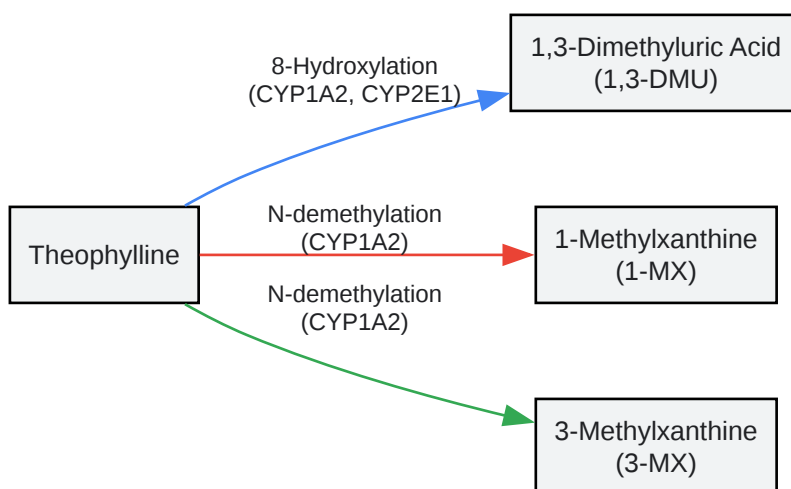 1,3-Dimethyluric Acid
(1,3-DMU)
8-Hydroxylation
(CYP1A2, CYP2E1)
Theophylline
N-demethylation
(CYP1A2)
1-Methylxanthine
(1-MX)
N-demethylation
(CYP1A2)
3-Methylxanthine
(3-MX)